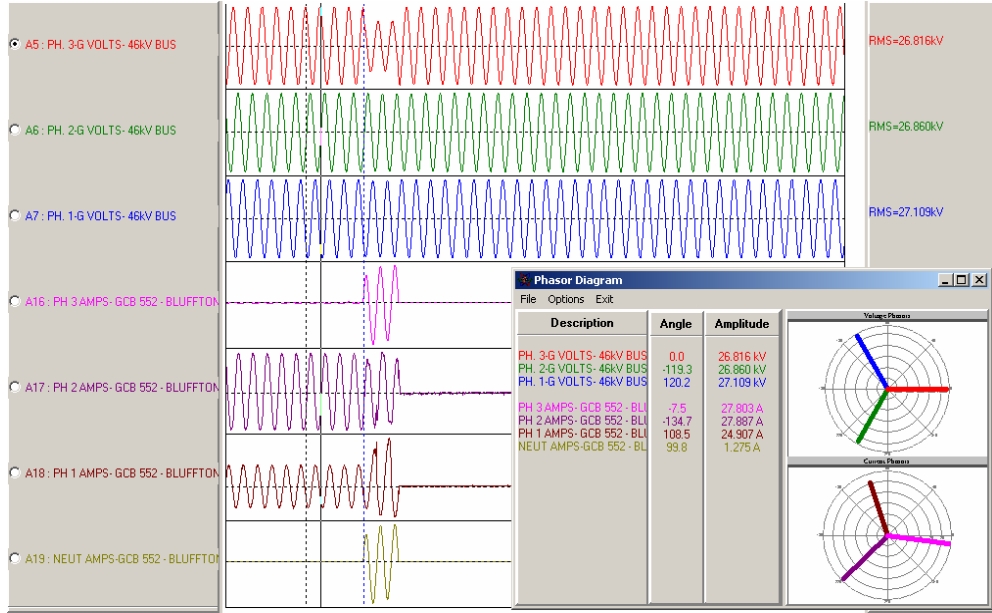 A5 : PH. 3-G VOLTS- 46kV BUS
RMS=26.816kV
A6 : PH. 2-G VOLTS- 46kV BUS
RMS=26.860kV
A7 : PH. 1-G VOLTS- 46kV BUS
RMS=27.109kV
A16 : PH 3 AMPS- GCB 552 - BLUFFTON
A17 : PH 2 AMPS- GCB 552 - BLUFFTON
A18 : PH 1 AMPS- GCB 552 - BLUFFTON
A19 : NEUT AMPS-GCB 552 - BLUFFTON
Phasor Diagram
File Options Exit
Description Angle Amplitude
PH. 3-G VOLTS- 46kV BUS 0.0 26.816 kV
PH. 2-G VOLTS- 46kV BUS -119.3 26.860 kV
PH. 1-G VOLTS- 46kV BUS 120.2 27.109 kV
PH 3 AMPS- GCB 552 - BLU -7.5 27.803 A
PH 2 AMPS- GCB 552 - BLU -134.7 27.887 A
PH 1 AMPS- GCB 552 - BLU 108.5 24.907 A
NEUT AMPS-GCB 552 - BL 99.8 1.275 A
Voltage Phasors
Current Phasors